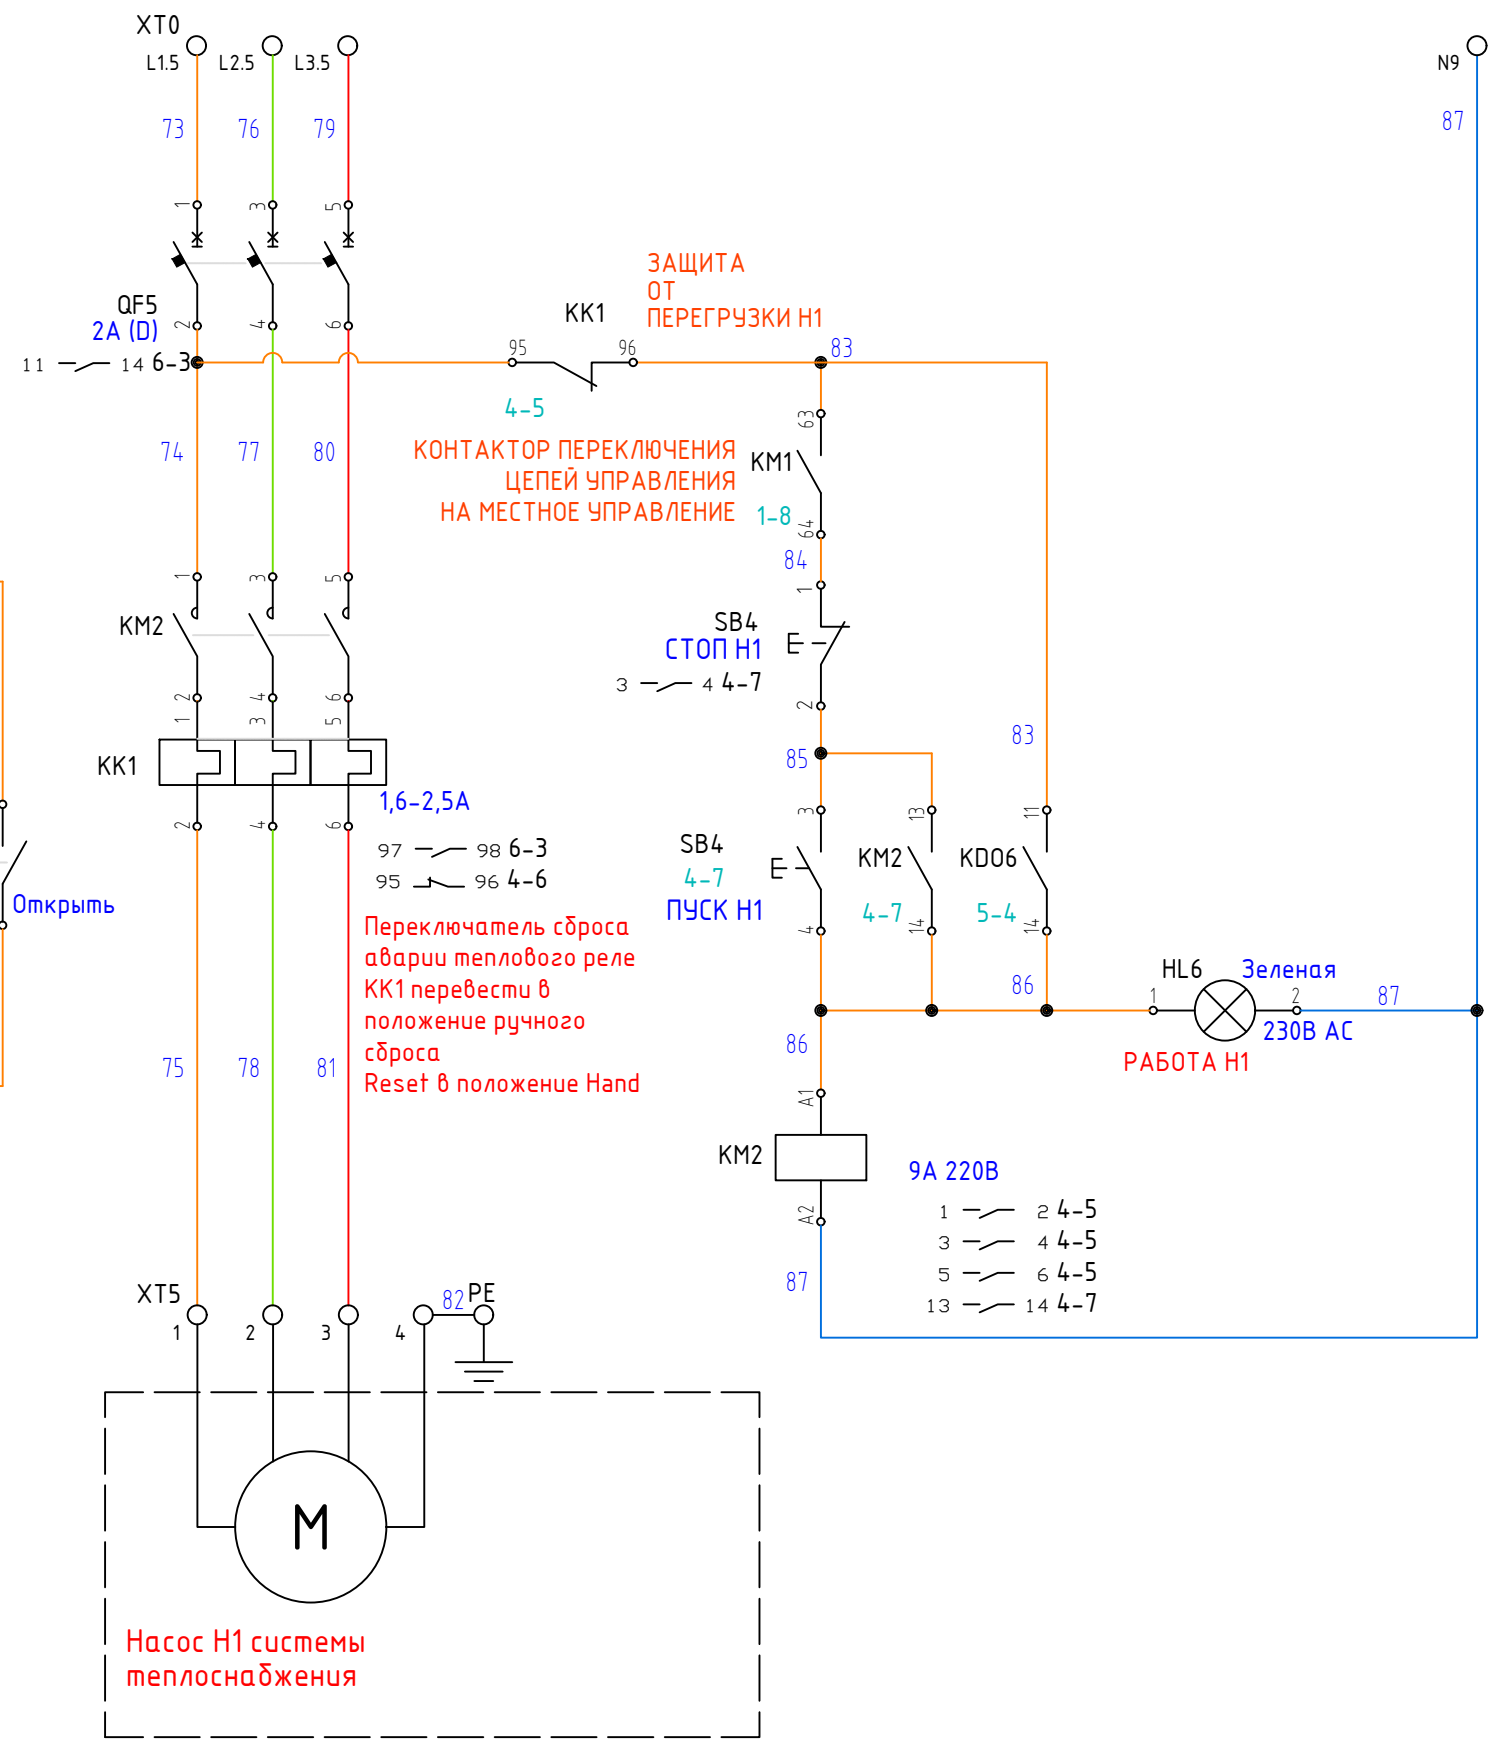 XT0
L1.5 L2.5 L3.5
N9
73 76 79
87
1 3 5
QF5
2А (D)
2 4 6
11 14 6-3
KK1
95 96
4-5
ЗАЩИТА
ОТ
ПЕРЕГРУЗКИ Н1
83
74 77 80
КОНТАКТОР ПЕРЕКЛЮЧЕНИЯ
ЦЕПЕЙ УПРАВЛЕНИЯ
НА МЕСТНОЕ УПРАВЛЕНИЕ
63
KM1
1-8
64
84
1 3 5
KM2
2 4 6
1
SB4
СТОП Н1
3 4 4-7
2
85
83
1 3 5
KK1
1,6-2,5А
2 4 6
97 98 6-3
95 96 4-6
Открыть
Переключатель сброса
аварии теплового реле
КК1 перевести в
положение ручного
сброса
Reset в положение Hand
3
SB4
4-7
ПУСК Н1
4
13
KM2
4-7
14
11
KDO6
5-4
14
86
86
HL6 Зеленая
1 2
87
230В АС
РАБОТА Н1
75 78 81
A1
KM2
A2
87
9А 220В
1 2 4-5
3 4 4-5
5 6 4-5
13 14 4-7
XT5
1 2 3 4
82 PE
M
Насос Н1 системы
теплоснабжения